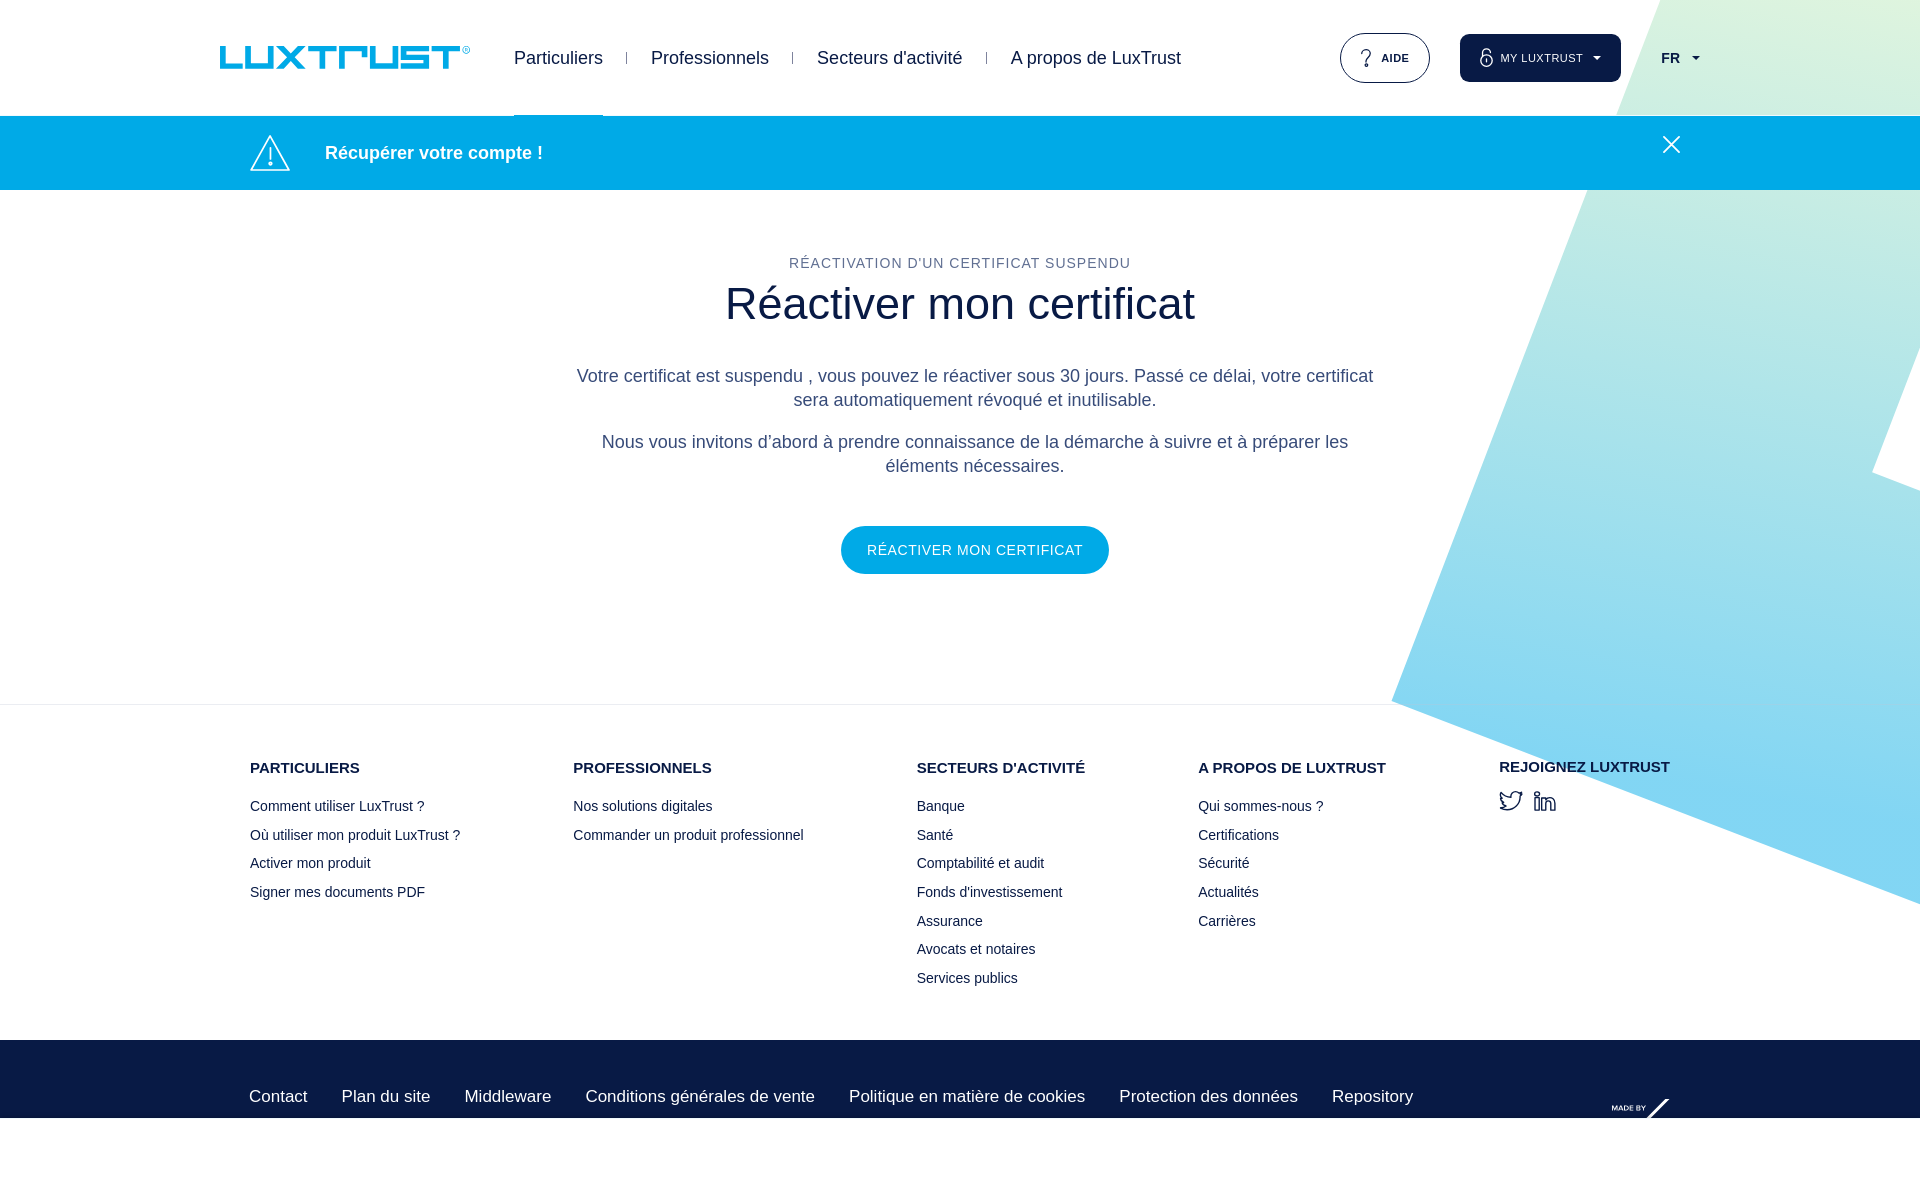 LUXTRUST®
Particuliers
Professionnels
Secteurs d'activité
A propos de LuxTrust
AIDE
MY LUXTRUST
FR
Récupérer votre compte !
RÉACTIVATION D'UN CERTIFICAT SUSPENDU
Réactiver mon certificat
Votre certificat est suspendu , vous pouvez le réactiver sous 30 jours. Passé ce délai, votre certificat
sera automatiquement révoqué et inutilisable.
Nous vous invitons d’abord à prendre connaissance de la démarche à suivre et à préparer les
éléments nécessaires.
RÉACTIVER MON CERTIFICAT
PARTICULIERS
Comment utiliser LuxTrust ?
Où utiliser mon produit LuxTrust ?
Activer mon produit
Signer mes documents PDF
PROFESSIONNELS
Nos solutions digitales
Commander un produit professionnel
SECTEURS D'ACTIVITÉ
Banque
Santé
Comptabilité et audit
Fonds d'investissement
Assurance
Avocats et notaires
Services publics
A PROPOS DE LUXTRUST
Qui sommes-nous ?
Certifications
Sécurité
Actualités
Carrières
REJOIGNEZ LUXTRUST
Contact
Plan du site
Middleware
Conditions générales de vente
Politique en matière de cookies
Protection des données
Repository
MADE BY